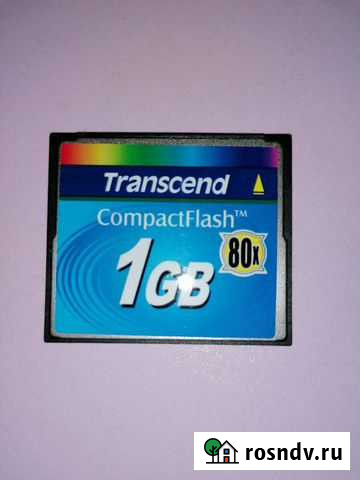 Transcend
CompactFlash™
1GB
80x
rosndv.ru